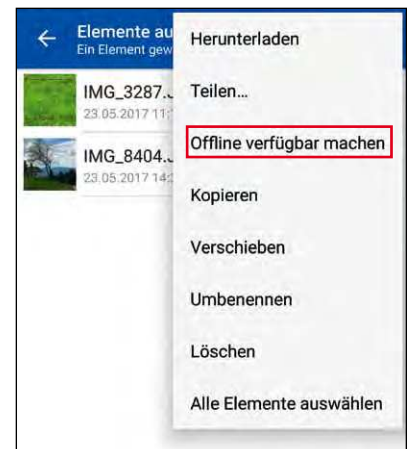 Elemente au
Ein Element gew
IMG_3287.
23.05.2017 11:
IMG_8404.
23.05.2017 14:
Herunterladen
Teilen...
Offline verfügbar machen
Kopieren
Verschieben
Umbenennen
Löschen
Alle Elemente auswählen